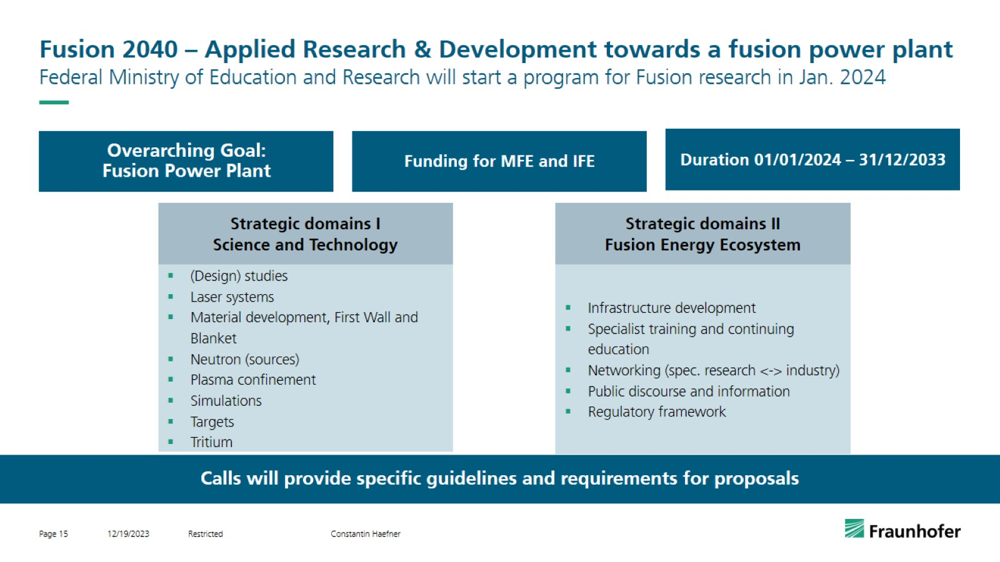 Fusion 2040 – Applied Research & Development towards a fusion power plant
Federal Ministry of Education and Research will start a program for Fusion research in Jan. 2024
Overarching Goal:
Fusion Power Plant
Funding for MFE and IFE
Duration 01/01/2024 – 31/12/2033
Strategic domains I
Science and Technology
▪ (Design) studies
▪ Laser systems
▪ Material development, First Wall and
Blanket
▪ Neutron (sources)
▪ Plasma confinement
▪ Simulations
▪ Targets
▪ Tritium
Strategic domains II
Fusion Energy Ecosystem
▪ Infrastructure development
▪ Specialist training and continuing
education
▪ Networking (spec. research <-> industry)
▪ Public discourse and information
▪ Regulatory framework
Calls will provide specific guidelines and requirements for proposals
Page 15 12/19/2023 Restricted Constantin Haefner
Fraunhofer